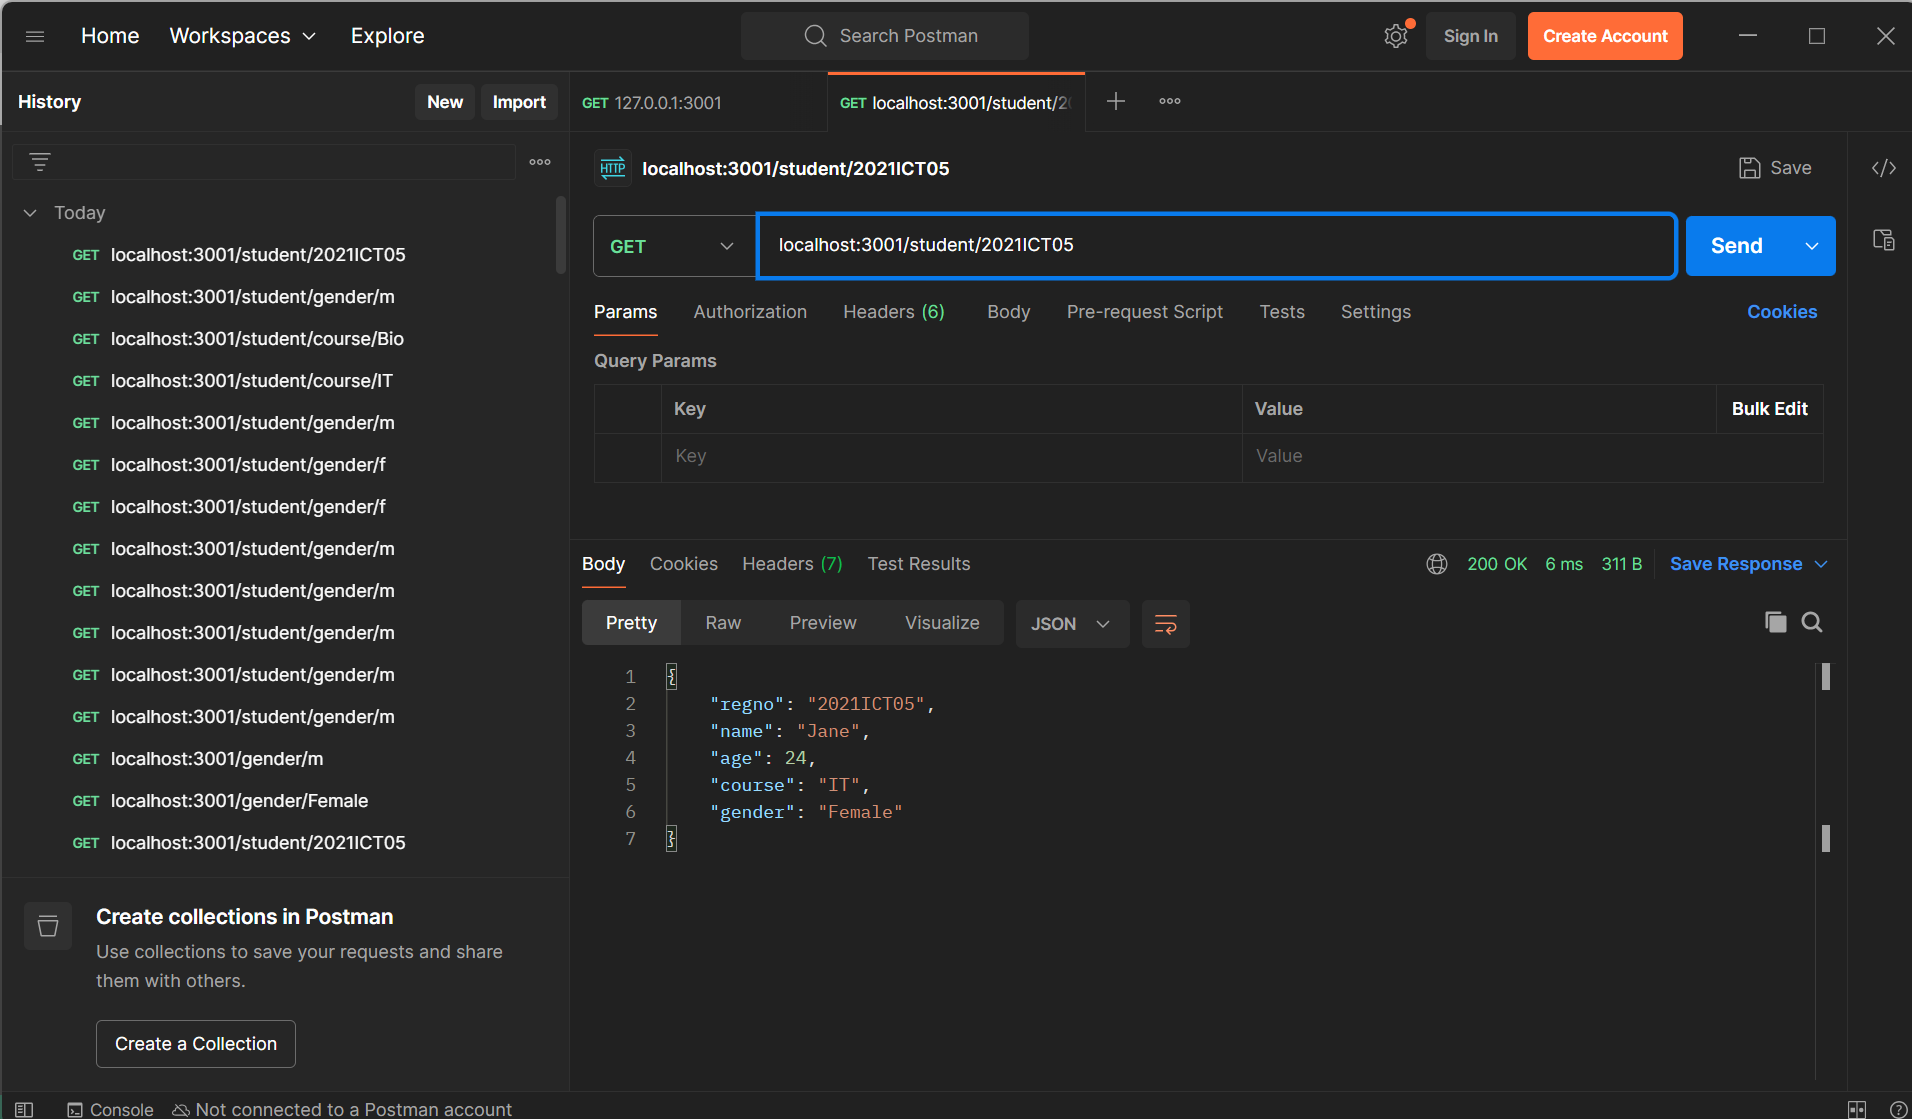 Home Workspaces Explore Search Postman Sign In Create Account
History New Import
GET 127.0.0.1:3001 GET localhost:3001/student/20
HTTP localhost:3001/student/2021ICT05 Save
Today
GET localhost:3001/student/2021ICT05
GET localhost:3001/student/gender/m
GET localhost:3001/student/course/Bio
GET localhost:3001/student/course/IT
GET localhost:3001/student/gender/m
GET localhost:3001/student/gender/f
GET localhost:3001/student/gender/f
GET localhost:3001/student/gender/m
GET localhost:3001/student/gender/m
GET localhost:3001/student/gender/m
GET localhost:3001/student/gender/m
GET localhost:3001/student/gender/m
GET localhost:3001/gender/m
GET localhost:3001/gender/Female
GET localhost:3001/student/2021ICT05
Create collections in Postman
Use collections to save your requests and share
them with others.
Create a Collection
GET localhost:3001/student/2021ICT05 Send
Params Authorization Headers (6) Body Pre-request Script Tests Settings Cookies
Query Params
Key Value Bulk Edit
Key Value
Body Cookies Headers (7) Test Results 200 OK 6 ms 311 B Save Response
Pretty Raw Preview Visualize JSON
1 {
2 "regno": "2021ICT05",
3 "name": "Jane",
4 "age": 24,
5 "course": "IT",
6 "gender": "Female"
7 }
Console Not connected to a Postman account